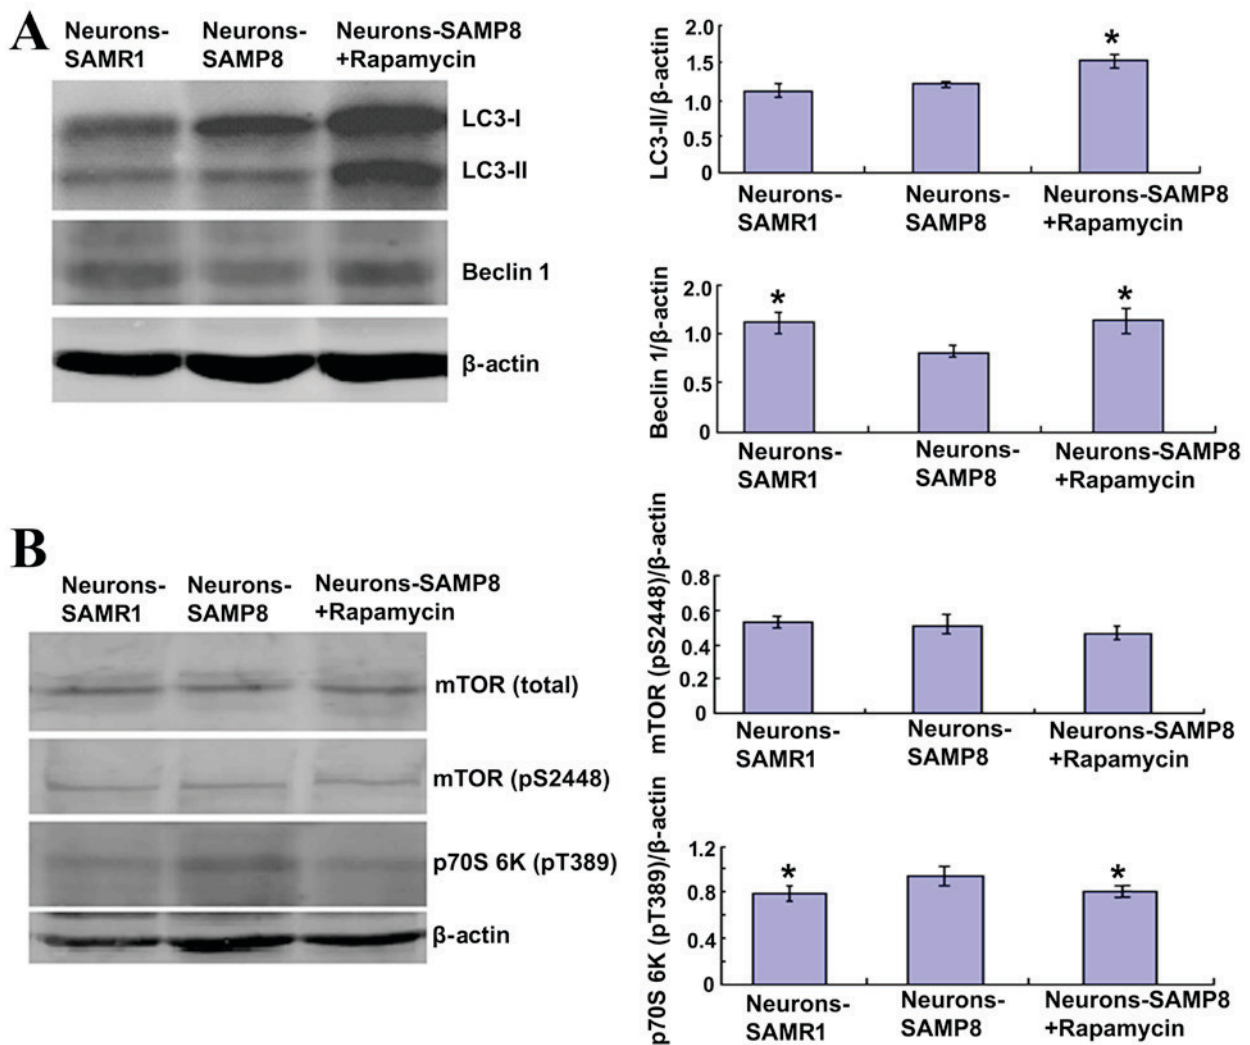 A
Neurons-
SAMR1
Neurons-
SAMP8
Neurons-SAMP8
+Rapamycin
LC3-I
LC3-II
Beclin 1
β-actin
LC3-II/β-actin
2.0
1.5
1.0
0.5
0
*
Neurons-
SAMR1
Neurons-
SAMP8
Neurons-SAMP8
+Rapamycin
Beclin 1/β-actin
2.0
1.0
0.5
0
*
*
Neurons-
SAMR1
Neurons-
SAMP8
Neurons-SAMP8
+Rapamycin
B
Neurons-
SAMR1
Neurons-
SAMP8
Neurons-SAMP8
+Rapamycin
mTOR (total)
mTOR (pS2448)
p70S 6K (pT389)
β-actin
mTOR (pS2448)/β-actin
0.8
0.6
0.4
0.2
0
Neurons-
SAMR1
Neurons-
SAMP8
Neurons-SAMP8
+Rapamycin
p70S 6K (pT389)/β-actin
1.2
0.8
0.4
0
*
*
Neurons-
SAMR1
Neurons-
SAMP8
Neurons-SAMP8
+Rapamycin